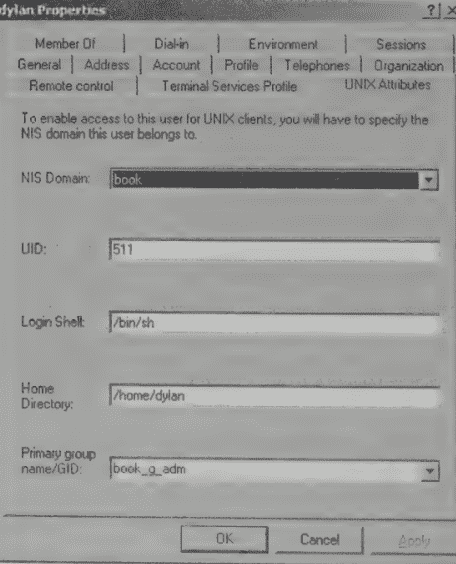 dylan Properties
? X
Member Of Dial-in Environment Sessions
General Address Account Profile Telephones Organization
Remote control Terminal Services Profile UNIX Attributes
To enable access to this user for UNIX clients, you will have to specify the
NIS domain this user belongs to.
NIS Domain: book
UID: 511
Login Shell: /bin/sh
Home
Directory: /home/dylan
Primary group
name/GID: book_g_adm
OK Cancel Apply